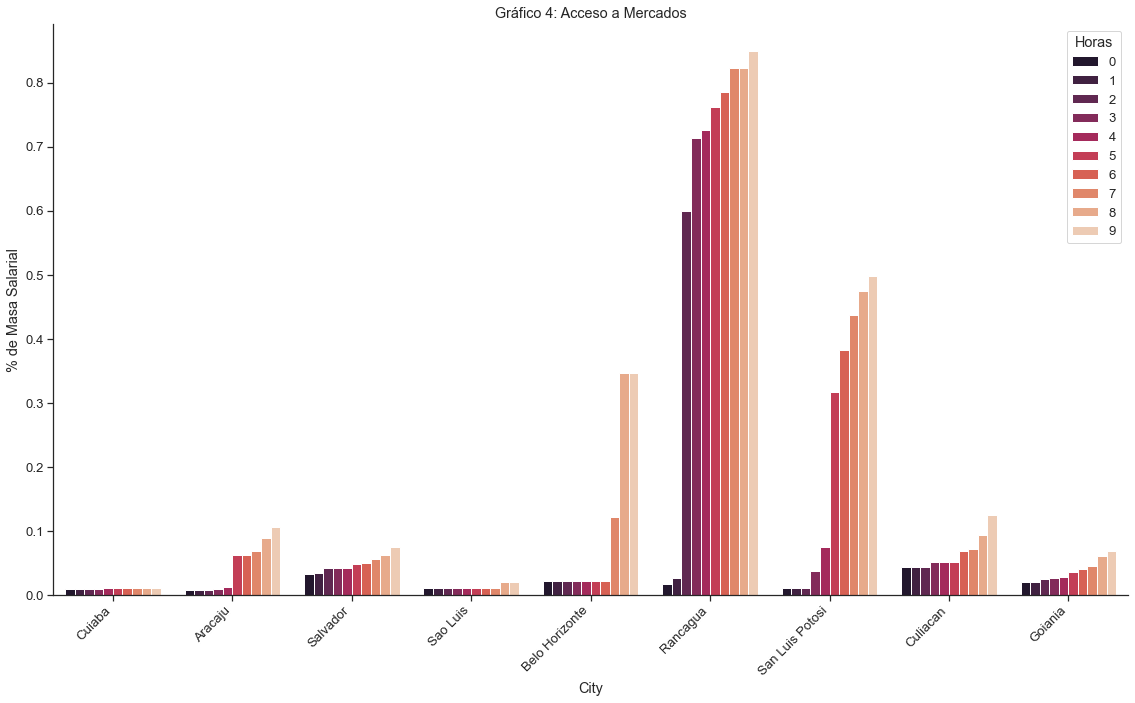 Gráfico 4: Acceso a Mercados
Horas
0
1
2
3
4
5
6
7
8
9
% de Masa Salarial
0.8
0.7
0.6
0.5
0.4
0.3
0.2
0.1
0.0
Cuiaba
Aracaju
Salvador
Sao Luis
Belo Horizonte
Rancagua
San Luis Potosi
Culiacan
Goiania
City